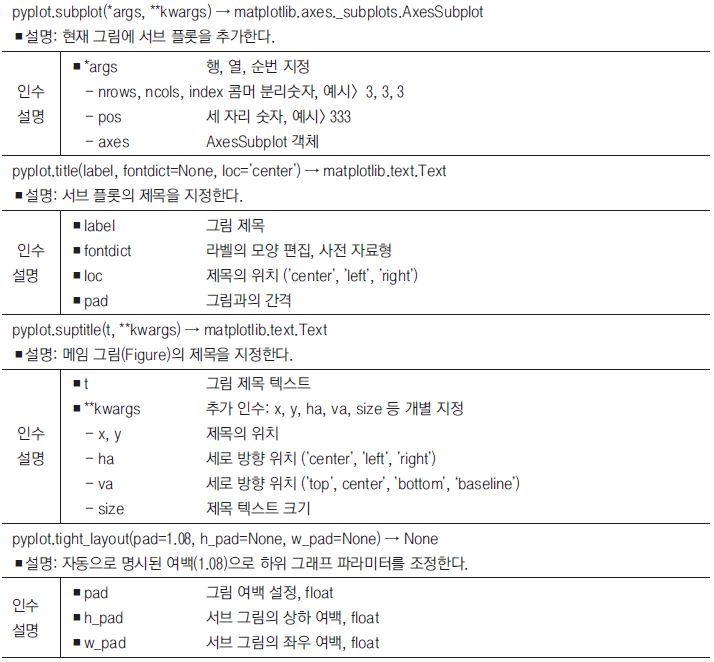 pyplot.subplot(*args, **kwargs) → matplotlib.axes._subplots.AxesSubplot
■ 설명: 현재 그림에 서브 플롯을 추가한다.
인수 설명
■ *args 행, 열, 순번 지정
- nrows, ncols, index 콤머 분리숫자, 예시> 3, 3, 3
- pos 세 자리 숫자, 예시> 333
- axes AxesSubplot 객체
pyplot.title(label, fontdict=None, loc='center') → matplotlib.text.Text
■ 설명: 서브 플롯의 제목을 지정한다.
인수 설명
■ label 그림 제목
■ fontdict 라벨의 모양 편집, 사전 자료형
■ loc 제목의 위치 ('center', 'left', 'right')
■ pad 그림과의 간격
pyplot.suptitle(t, **kwargs) → matplotlib.text.Text
■ 설명: 메임 그림(Figure)의 제목을 지정한다.
인수 설명
■ t 그림 제목 텍스트
■ **kwargs 추가 인수: x, y, ha, va, size 등 개별 지정
- x, y 제목의 위치
- ha 세로 방향 위치 ('center', 'left', 'right')
- va 세로 방향 위치 ('top', center', 'bottom', 'baseline')
- size 제목 텍스트 크기
pyplot.tight_layout(pad=1.08, h_pad=None, w_pad=None) → None
■ 설명: 자동으로 명시된 여백(1.08)으로 하위 그래프 파라미터를 조정한다.
인수 설명
■ pad 그림 여백 설정, float
■ h_pad 서브 그림의 상하 여백, float
■ w_pad 서브 그림의 좌우 여백, float